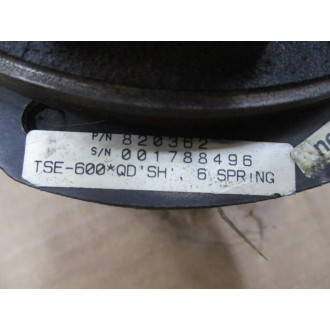 P/N 820362
S/N 001788496
TSE-600*QD'SH', 6 SPRING